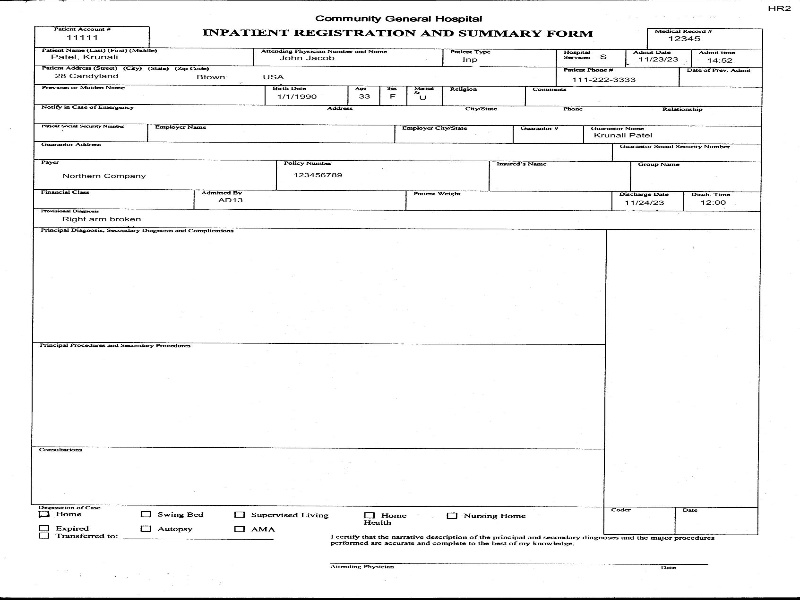 HR2
Community General Hospital
Patient Account #
11111
INPATIENT REGISTRATION AND SUMMARY FORM
Medical Record #
12345
Patient Name (Last) (First) (Middle)
Patel, Krunali
Attending Physician Number and Name
John Jacob
Patient Type
Inp
Hospital Service S
Admit Date
11/23/23
Admit time
14:52
Patient Address (Street) (City) (State) (Zip Code)
28 Candyland Blown USA
Patient Phone #
111-222-3333
Date of Prev. Admit
Previous or Maiden Name
Birth Date
1/1/1990
Age
33
Sex
F
Marital St
U
Religion
Comments
Notify in Case of Emergency Address City/State Phone Relationship
Patient Social Security Number
Employer Name
Employer City/State
Guarantor #
Guarantor Name
Krunali Patel
Guarantor Address
Guarantor Social Security Number
Payer
Northern Company
Policy Number
123456789
Insured's Name
Group Name
Financial Class
Admitted By
AD13
Patient Weight
Discharge Date
11/24/23
Disch. Time
12:00
Provisional Diagnosis
Right arm broken
Principal Diagnosis, Secondary Diagnosis and Complications
Principal Procedures and Secondary Procedures
Consultations
Disposition of Case
Home Swing Bed Supervised Living Home Health Nursing Home
Expired Autopsy AMA
Transferred to:
Coder
Date
I certify that the narrative description of the principal and secondary diagnoses and the major procedures
performed are accurate and complete to the best of my knowledge.
Attending Physician Date